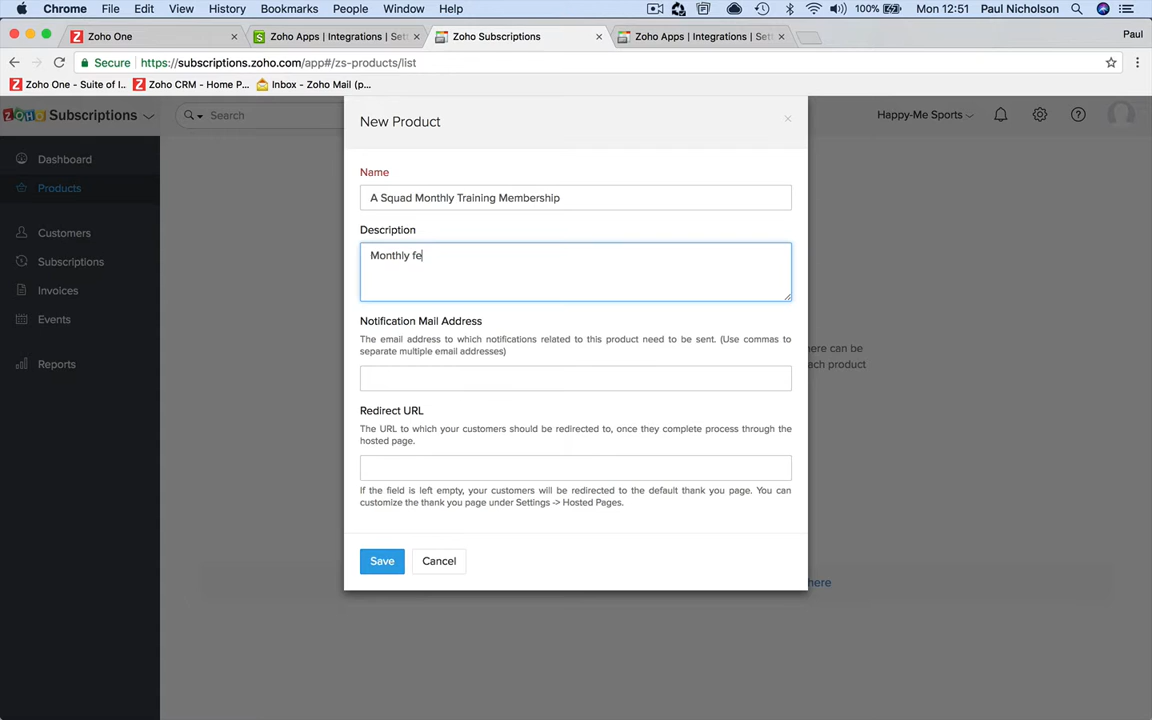 Chrome File Edit View History Bookmarks People Window Help 100% Mon 12:51 Paul Nicholson
Zoho One Zoho Apps | Integrations | Set Zoho Subscriptions Zoho Apps | Integrations | Set Paul
Secure https://subscriptions.zoho.com/app#/zs-products/list
Zoho One - Suite of I... Zoho CRM - Home P... Inbox - Zoho Mail (p...
ZOHO Subscriptions Search Happy-Me Sports
New Product
Dashboard
Products
Customers
Subscriptions
Invoices
Events
Reports
Name
A Squad Monthly Training Membership
Description
Monthly fe
Notification Mail Address
The email address to which notifications related to this product need to be sent. (Use commas to
separate multiple email addresses)
Redirect URL
The URL to which your customers should be redirected to, once they complete process through the
hosted page.
If the field is left empty, your customers will be redirected to the default thank you page. You can
customize the thank you page under Settings -> Hosted Pages.
Save Cancel
here can be
ach product
here